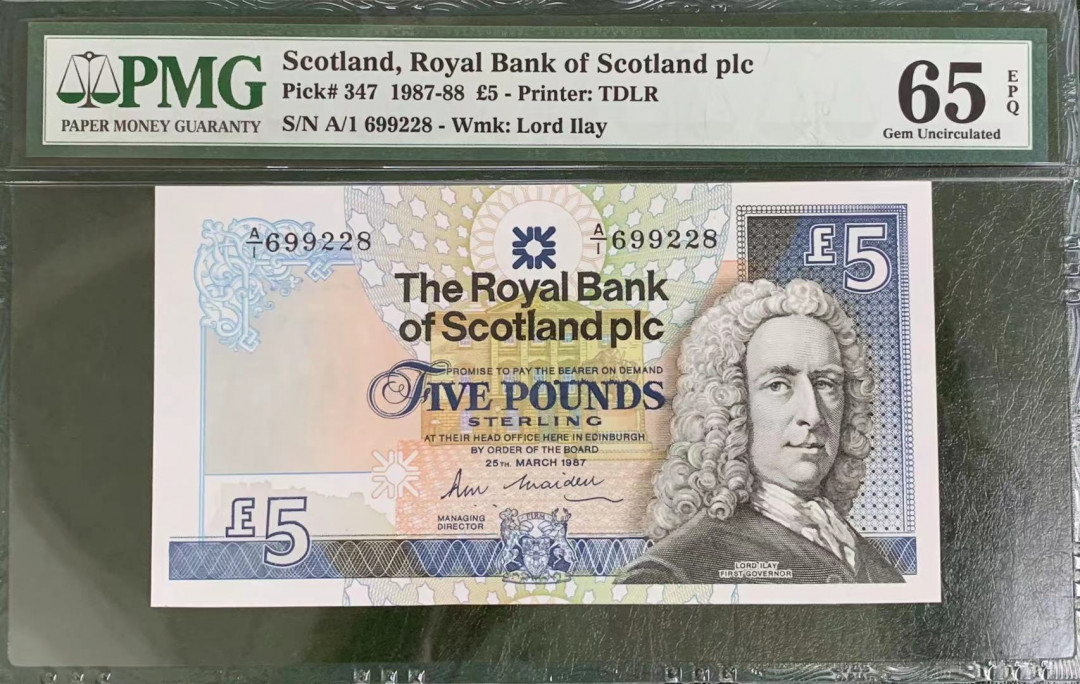 PMG
PAPER MONEY GUARANTY
Scotland, Royal Bank of Scotland plc
Pick# 347 1987-88 £5 - Printer: TDLR
S/N A/1 699228 - Wmk: Lord Ilay
65 EPQ
Gem Uncirculated
A/1 699228
A/1 699228
£5
The Royal Bank
of Scotland plc
PROMISE TO PAY THE BEARER ON DEMAND
FIVE POUNDS
STERLING
AT THEIR HEAD OFFICE HERE IN EDINBURGH
BY ORDER OF THE BOARD
25TH. MARCH 1987
MANAGING
DIRECTOR
£5
FIRM
LORD ILAY
FIRST GOVERNOR